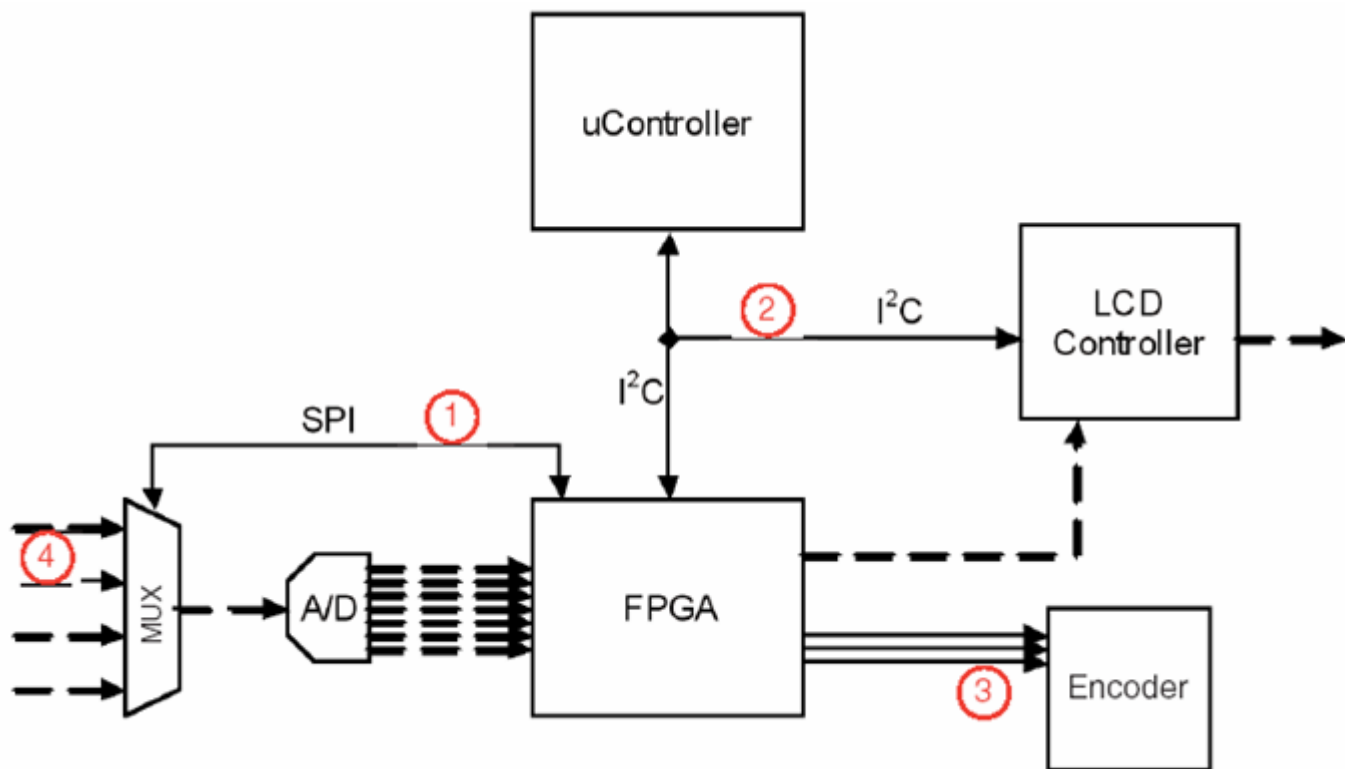 uController
2
I²C
LCD
Controller
I²C
SPI
1
4
MUX
A/D
FPGA
3
Encoder